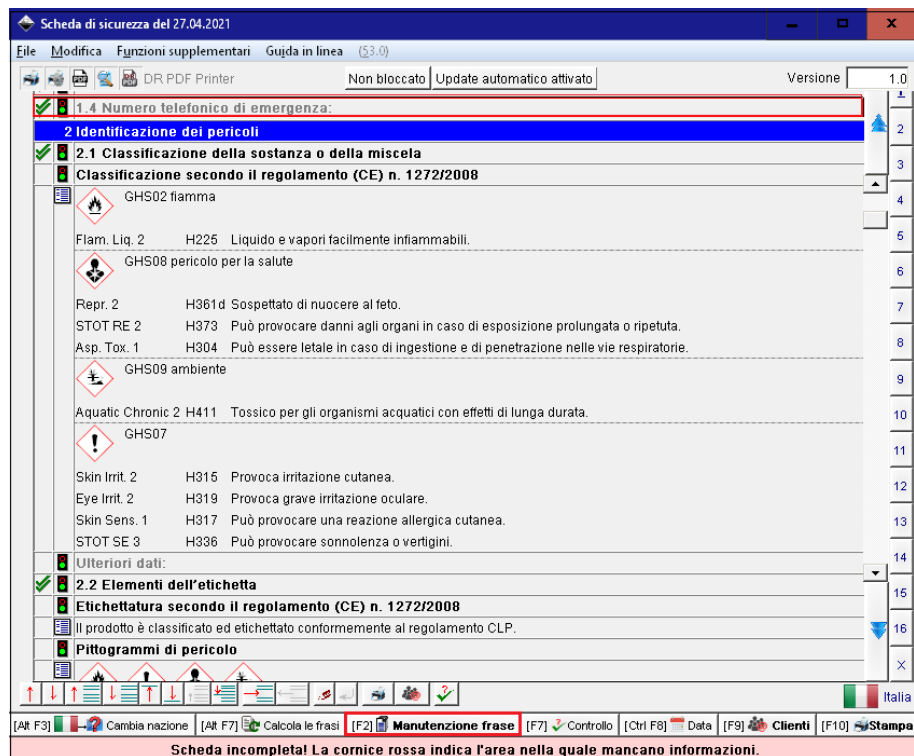 Scheda di sicurezza del 27.04.2021
File Modifica Funzioni supplementari Guida in linea (53.0)
DR PDF Printer Non bloccato Update automatico attivato Versione 1.0
1.4 Numero telefonico di emergenza:
2 Identificazione dei pericoli
2.1 Classificazione della sostanza o della miscela
Classificazione secondo il regolamento (CE) n. 1272/2008
GHS02 fiamma
Flam. Liq. 2 H225 Liquido e vapori facilmente infiammabili.
GHS08 pericolo per la salute
Repr. 2 H361d Sospettato di nuocere al feto.
STOT RE 2 H373 Può provocare danni agli organi in caso di esposizione prolungata o ripetuta.
Asp. Tox. 1 H304 Può essere letale in caso di ingestione e di penetrazione nelle vie respiratorie.
GHS09 ambiente
Aquatic Chronic 2 H411 Tossico per gli organismi acquatici con effetti di lunga durata.
GHS07
Skin Irrit. 2 H315 Provoca irritazione cutanea.
Eye Irrit. 2 H319 Provoca grave irritazione oculare.
Skin Sens. 1 H317 Può provocare una reazione allergica cutanea.
STOT SE 3 H336 Può provocare sonnolenza o vertigini.
Ulteriori dati:
2.2 Elementi dell'etichetta
Etichettatura secondo il regolamento (CE) n. 1272/2008
Il prodotto è classificato ed etichettato conformemente al regolamento CLP.
Pittogrammi di pericolo
1
2
3
4
5
6
7
8
9
10
11
12
13
14
15
16
X
Italia
[Alt F3] Cambia nazione [Alt F7] Calcola le frasi [F2] Manutenzione frase [F7] Controllo [Ctrl F8] Data [F9] Clienti [F10] Stampa
Scheda incompleta! La cornice rossa indica l'area nella quale mancano informazioni.